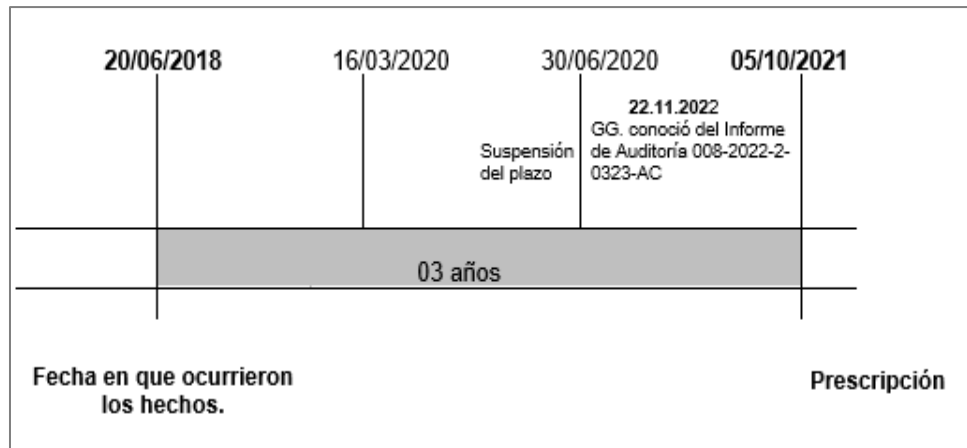 20/06/2018 16/03/2020 30/06/2020 05/10/2021
22.11.2022
GG. conoció del Informe
de Auditoría 008-2022-2-
0323-AC
Suspensión
del plazo
03 años
Fecha en que ocurrieron
los hechos.
Prescripción